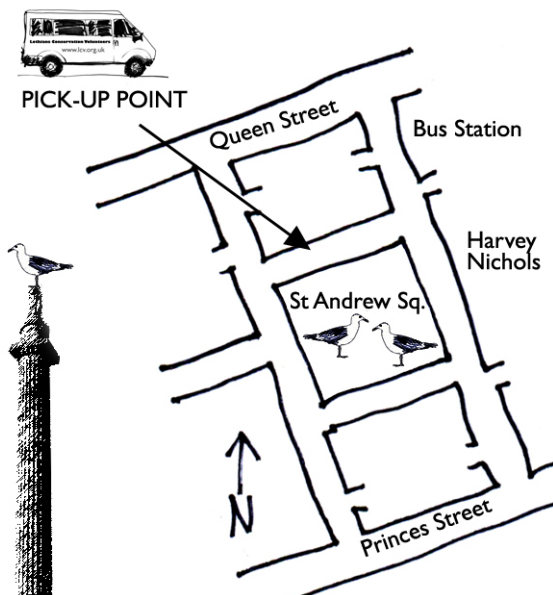 Lothians Conservation Volunteers
www.lcv.org.uk
PICK-UP POINT
Queen Street
Bus Station
Harvey
Nichols
St Andrew Sq.
N
Princes Street